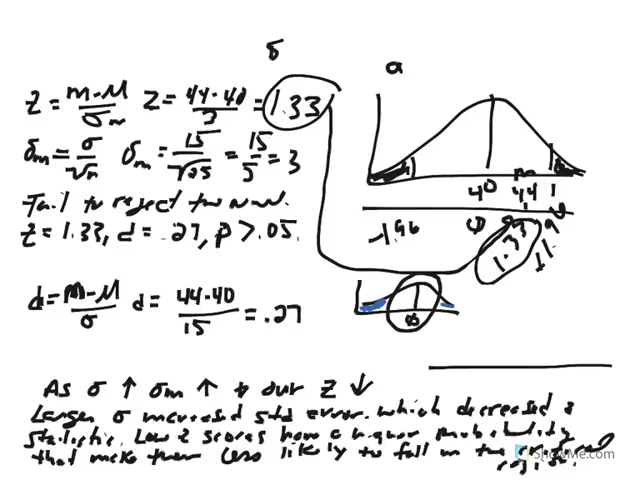 б
a
Z = M-M/σm Z = 44-40/3 = 1.33
σm = σ/√n σm = 15/√25 = 15/5 = 3
Fail to reject the null.
Z = 1.33, d = .27, p > .05.
40 44
-1.96 0 1.33
d = M-M/σ d = 44-40/15 = .27
As σ ↑ σm ↑ + our Z ↓
Larger σ increased std error. which decreased z
statistic. Low z scores have a higher probability
that make them less likely to fall in the critical
region.
ShowMe.com